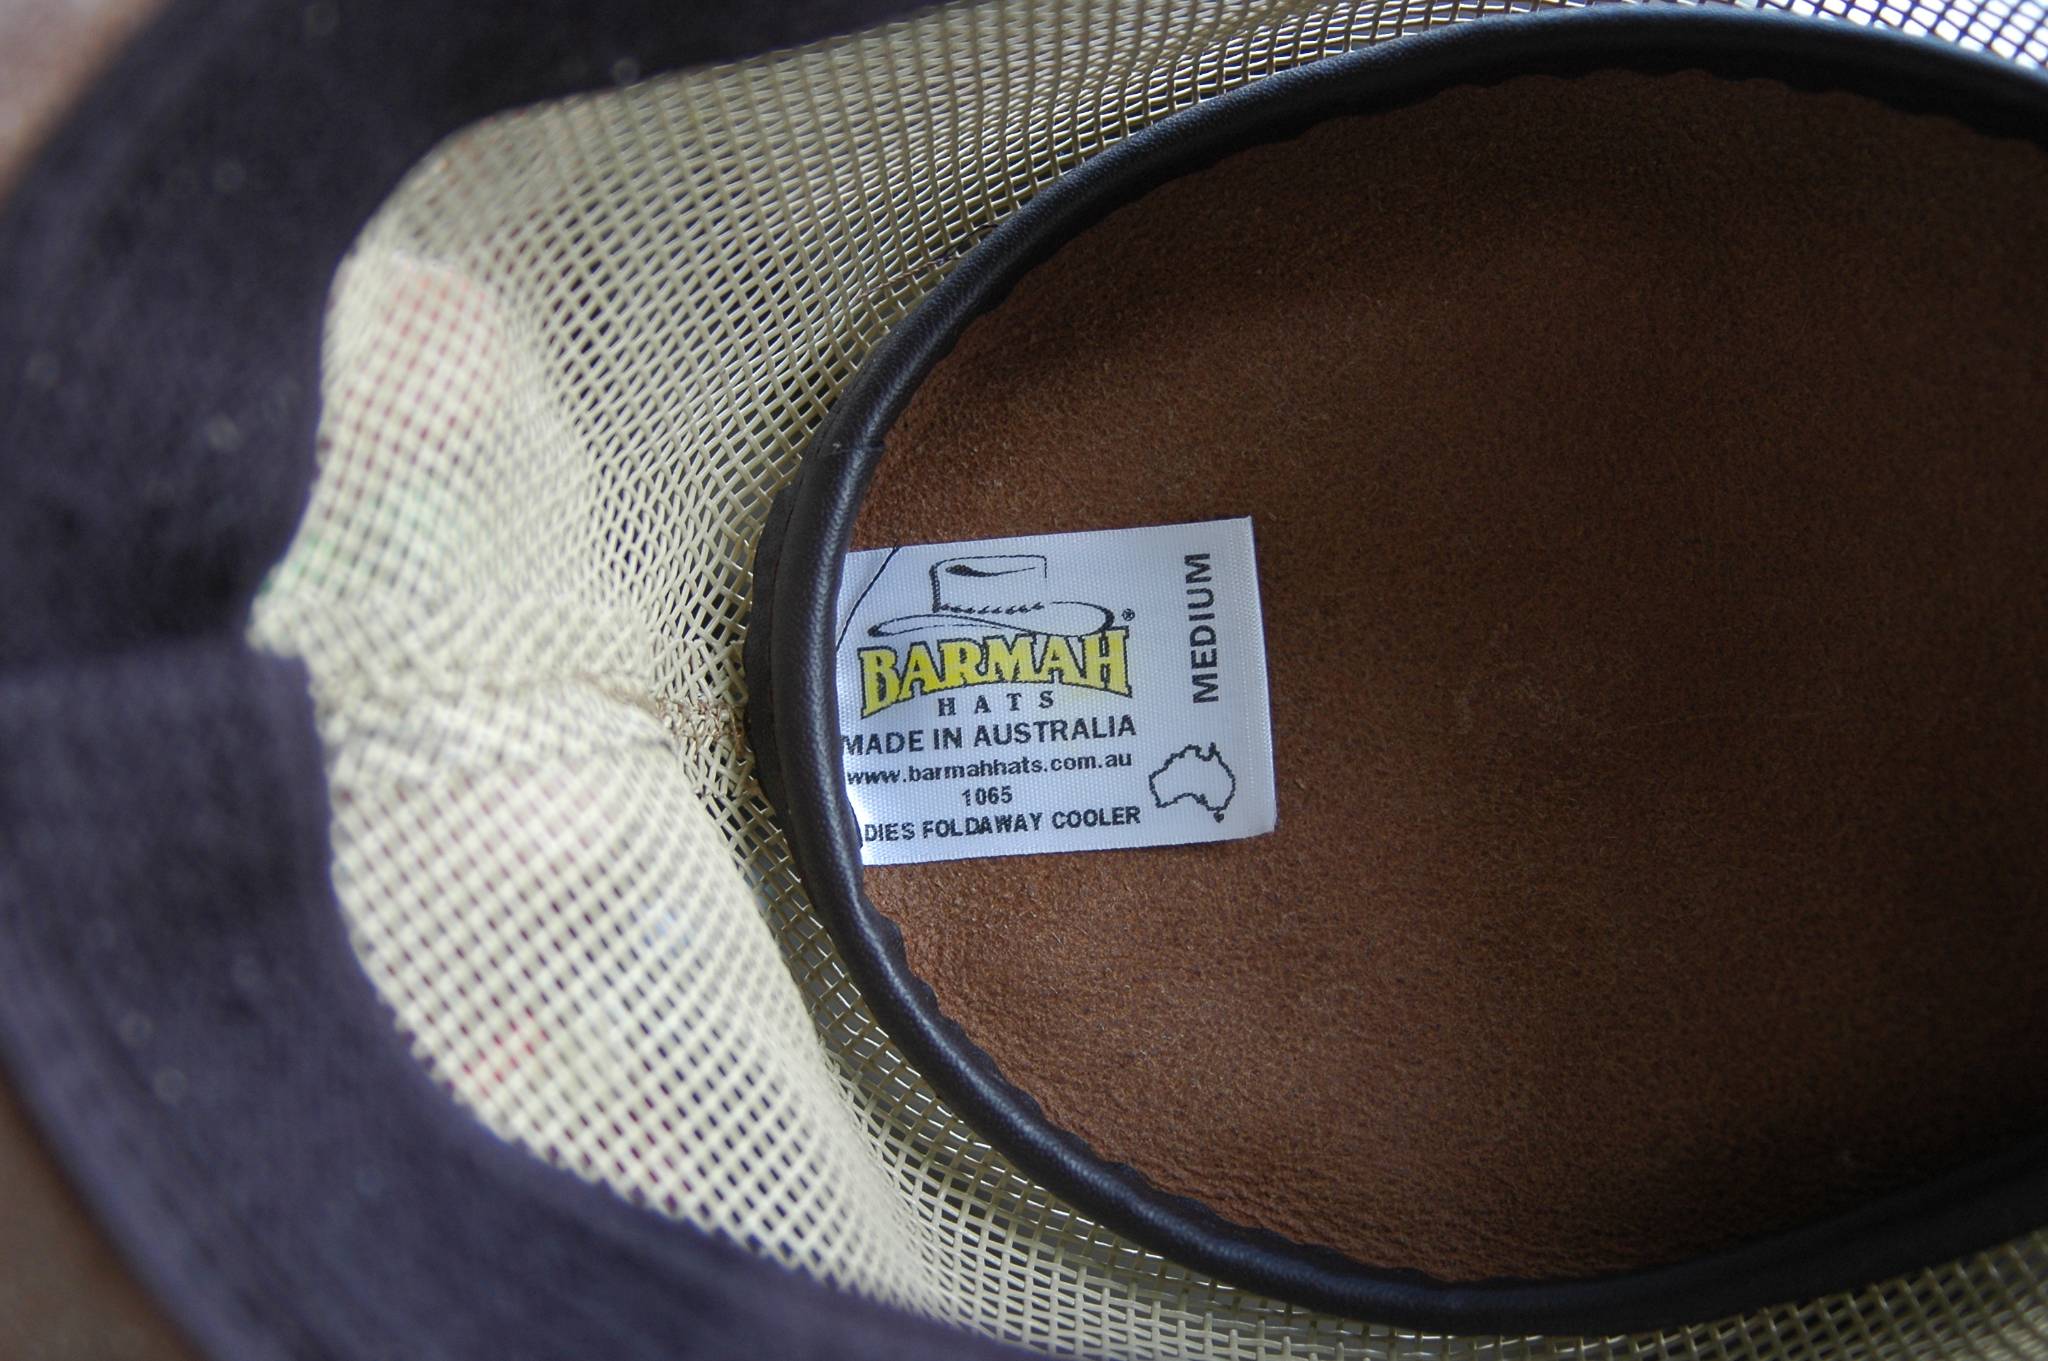 BARMAH®
HATS
MADE IN AUSTRALIA
www.barmahhats.com.au
1065
DIES FOLDAWAY COOLER
MEDIUM